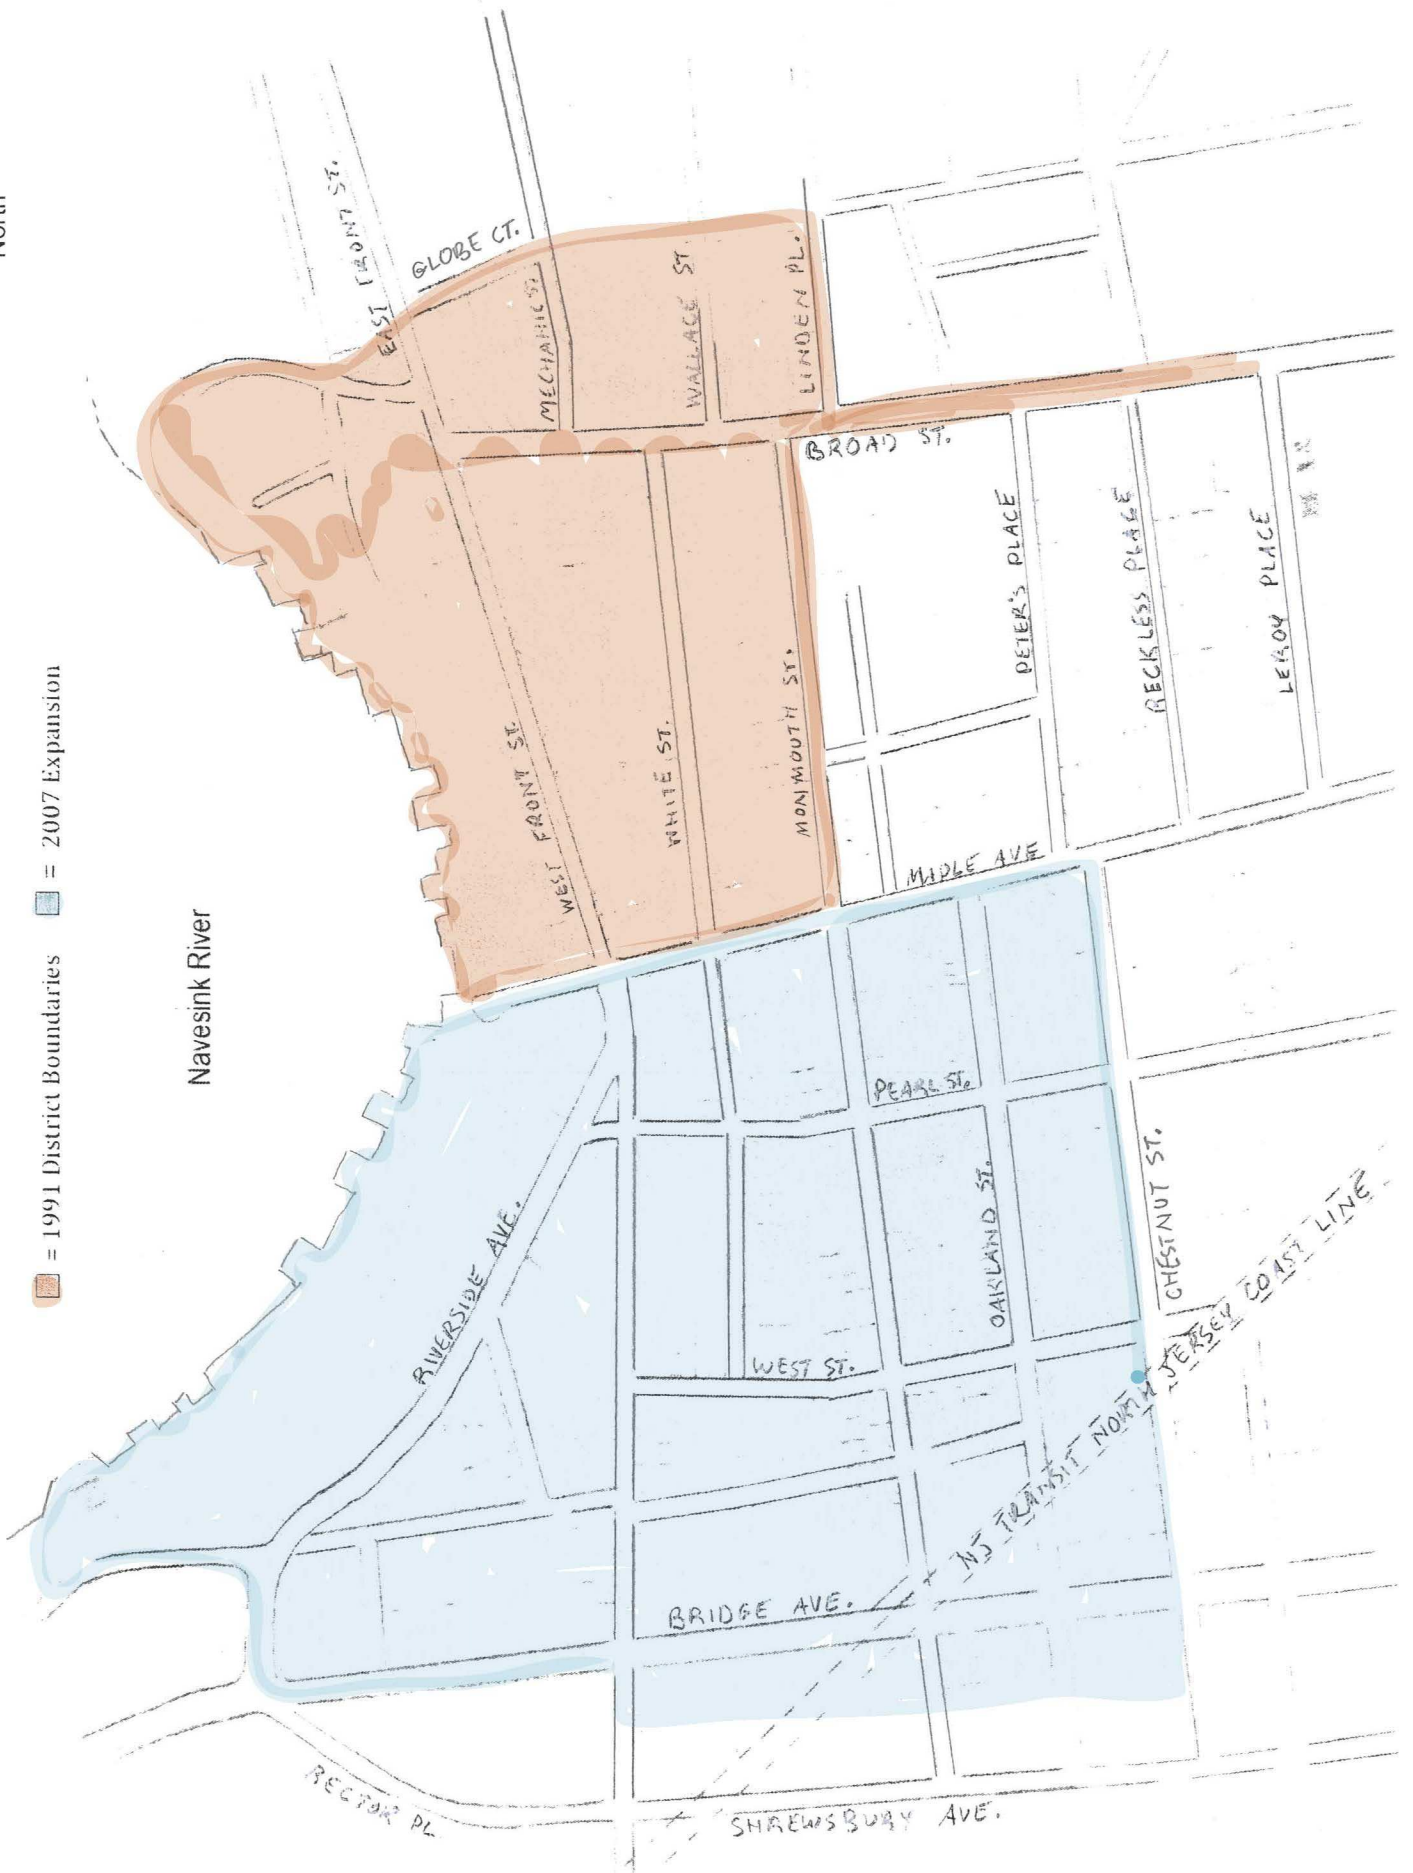 North
= 1991 District Boundaries
= 2007 Expansion
Navesink River
EAST FRONT ST.
GLOBE CT.
MECHANIC ST.
WALLACE ST.
LINDEN PL.
BROAD ST.
WEST FRONT ST.
WHITE ST.
MONMOUTH ST.
PETER'S PLACE
RECKLESS PLACE
LEROY PLACE
MIDLE AVE
RIVERSIDE AVE.
PEARL ST.
OAKLAND ST.
WEST ST.
CHESTNUT ST.
NJ TRANSIT NORTH JERSEY COAST LINE
BRIDGE AVE.
RECTOR PL
SHREWSBURY AVE.